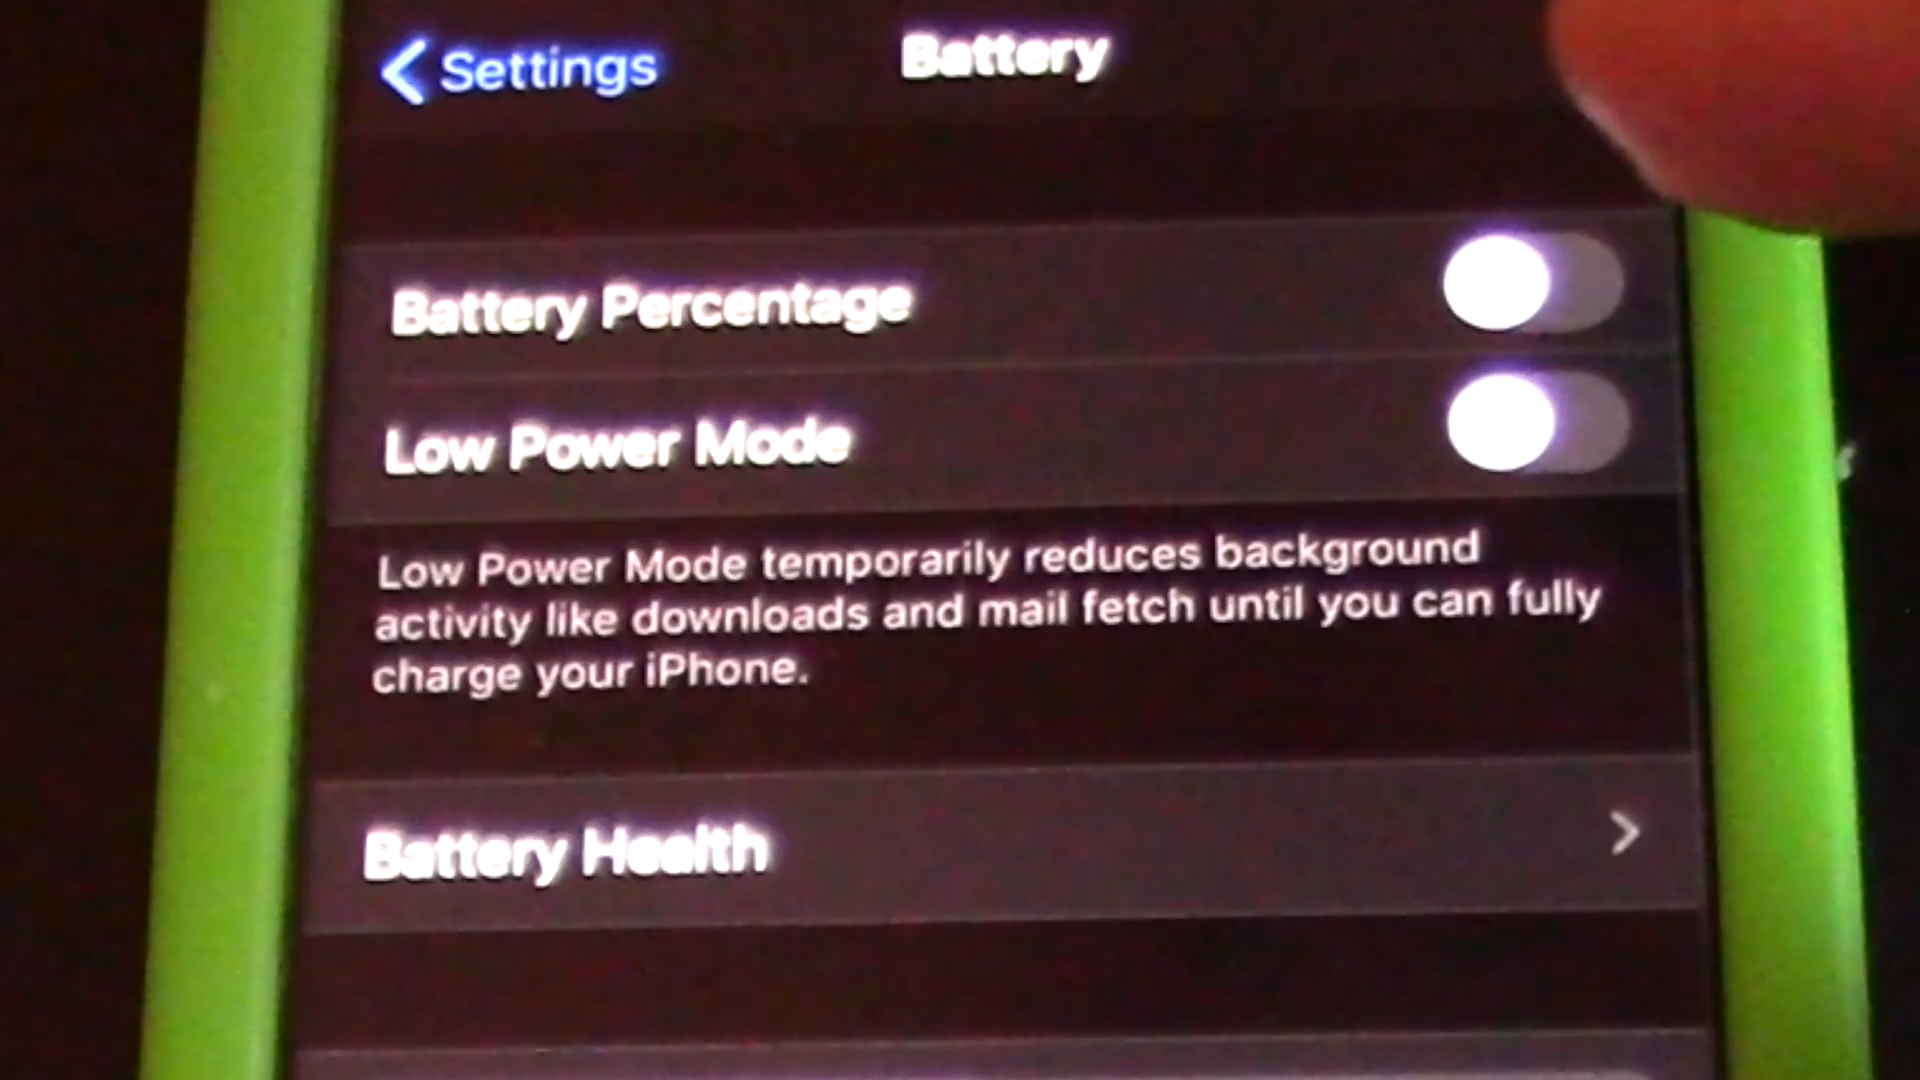 Settings
Battery
Battery Percentage
Low Power Mode
Low Power Mode temporarily reduces background
activity like downloads and mail fetch until you can fully
charge your iPhone.
Battery Health